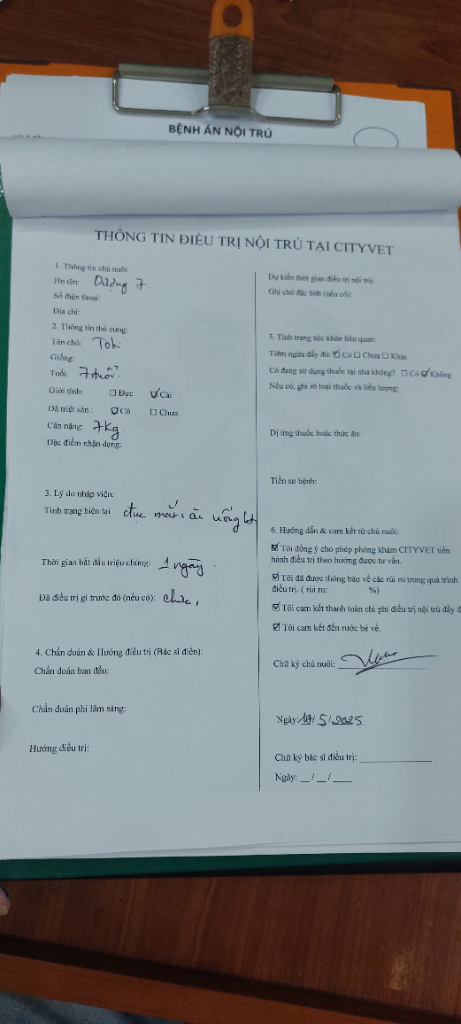 BỆNH ÁN NỘI TRÚ
THÔNG TIN ĐIỀU TRỊ NỘI TRÚ TẠI CITYVET
1. Thông tin chủ nuôi:
Họ tên: Dượng 7
Số điện thoại:
Địa chỉ:
2. Thông tin thú cưng:
Tên chó: Tobi
Giống:
Tuổi: 7 tuổi
Giới tính: ☐ Đực ☑ Cái
Đã triệt sản: ☑ Có ☐ Chưa
Cân nặng: 7kg
Đặc điểm nhận dạng:
3. Lý do nhập viện:
Tình trạng hiện tại đục mắt, ăn uống bt
Thời gian bắt đầu triệu chứng: 1 ngày.
Đã điều trị gì trước đó (nếu có): chưa,
4. Chẩn đoán & Hướng điều trị (Bác sĩ điền):
Chẩn đoán ban đầu:
Chẩn đoán phi lâm sàng:
Hướng điều trị:
Dự kiến thời gian điều trị nội trú:
Ghi chú đặc biệt (nếu có):
5. Tình trạng sức khỏe liên quan:
Tiêm ngừa đầy đủ: ☑ Có ☐ Chưa ☐ Khác
Có đang sử dụng thuốc tại nhà không? ☐ Có ☑ Không
Nếu có, ghi rõ loại thuốc và liều lượng:
Dị ứng thuốc hoặc thức ăn:
Tiền sử bệnh:
6. Hướng dẫn & cam kết từ chủ nuôi:
☑ Tôi đồng ý cho phép phòng khám CITYVET tiến
hành điều trị theo hướng được tư vấn.
☑ Tôi đã được thông báo về các rủi ro trong quá trình
điều trị. ( rủi ro: %)
☑ Tôi cam kết thanh toán chi phí điều trị nội trú đầy đ
☑ Tôi cam kết đến rước bé về.
Chữ ký chủ nuôi:
Ngày: /5/2025
Chữ ký bác sĩ điều trị: ____________
Ngày: __/__/____